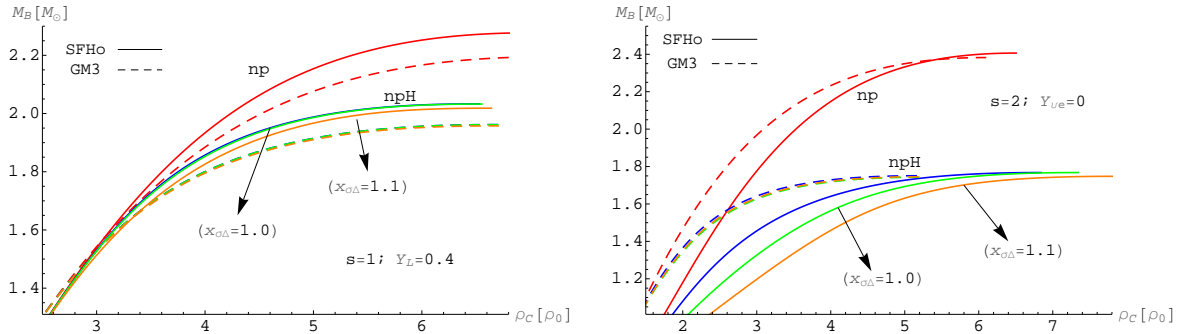 M_B [M_⊙]
SFHo
GM3
np
npH
(x_σΔ=1.1)
(x_σΔ=1.0)
s=1; Y_L=0.4
2.2
2.0
1.8
1.6
1.4
3 4 5 6 ρ_C [ρ_0]
M_B [M_⊙]
SFHo
GM3
np
s=2; Y_νe=0
npH
(x_σΔ=1.1)
(x_σΔ=1.0)
2.4
2.2
2.0
1.8
1.6
1.4
1.2
2 3 4 5 6 7 ρ_C [ρ_0]